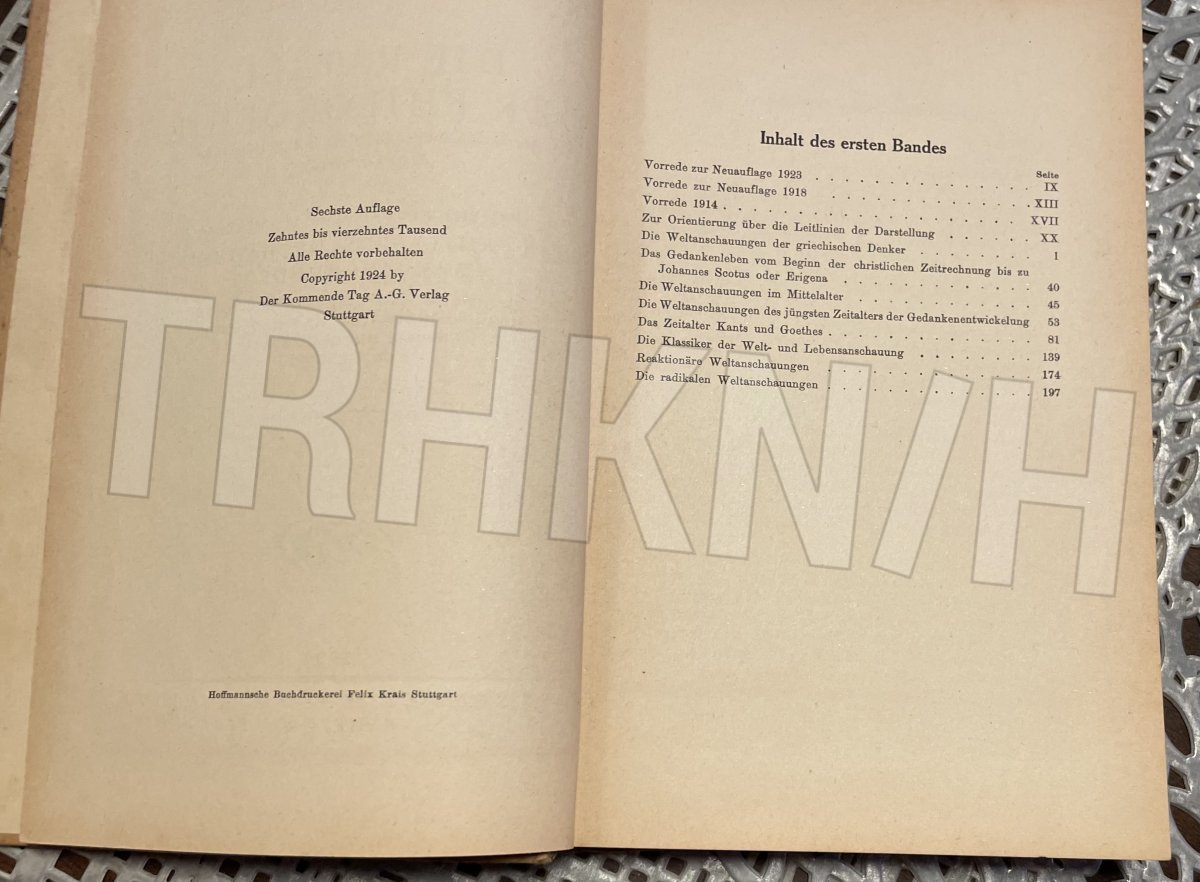 Sechste Auflage
Zehntes bis vierzehntes Tausend
Alle Rechte vorbehalten
Copyright 1924 by
Der Kommende Tag A.-G. Verlag
Stuttgart
Hoffmannsche Buchdruckerei Felix Krais Stuttgart
Inhalt des ersten Bandes
Seite
Vorrede zur Neuauflage 1923 . . . . . . . . . . . . . . . IX
Vorrede zur Neuauflage 1918 . . . . . . . . . . . . . . XIII
Vorrede 1914 . . . . . . . . . . . . . . . . . . XVII
Zur Orientierung über die Leitlinien der Darstellung . . . . . . XX
Die Weltanschauungen der griechischen Denker . . . . . . . 1
Das Gedankenleben vom Beginn der christlichen Zeitrechnung bis zu
Johannes Scotus oder Erigena . . . . . . . . . . . 40
Die Weltanschauungen im Mittelalter . . . . . . . . . . . 45
Die Weltanschauungen des jüngsten Zeitalters der Gedankenentwickelung 53
Das Zeitalter Kants und Goethes . . . . . . . . . . . . 81
Die Klassiker der Welt- und Lebensanschauung . . . . . . . 139
Reaktionäre Weltanschauungen . . . . . . . . . . . . . 174
Die radikalen Weltanschauungen . . . . . . . . . . . . . 197
TRHKN/H